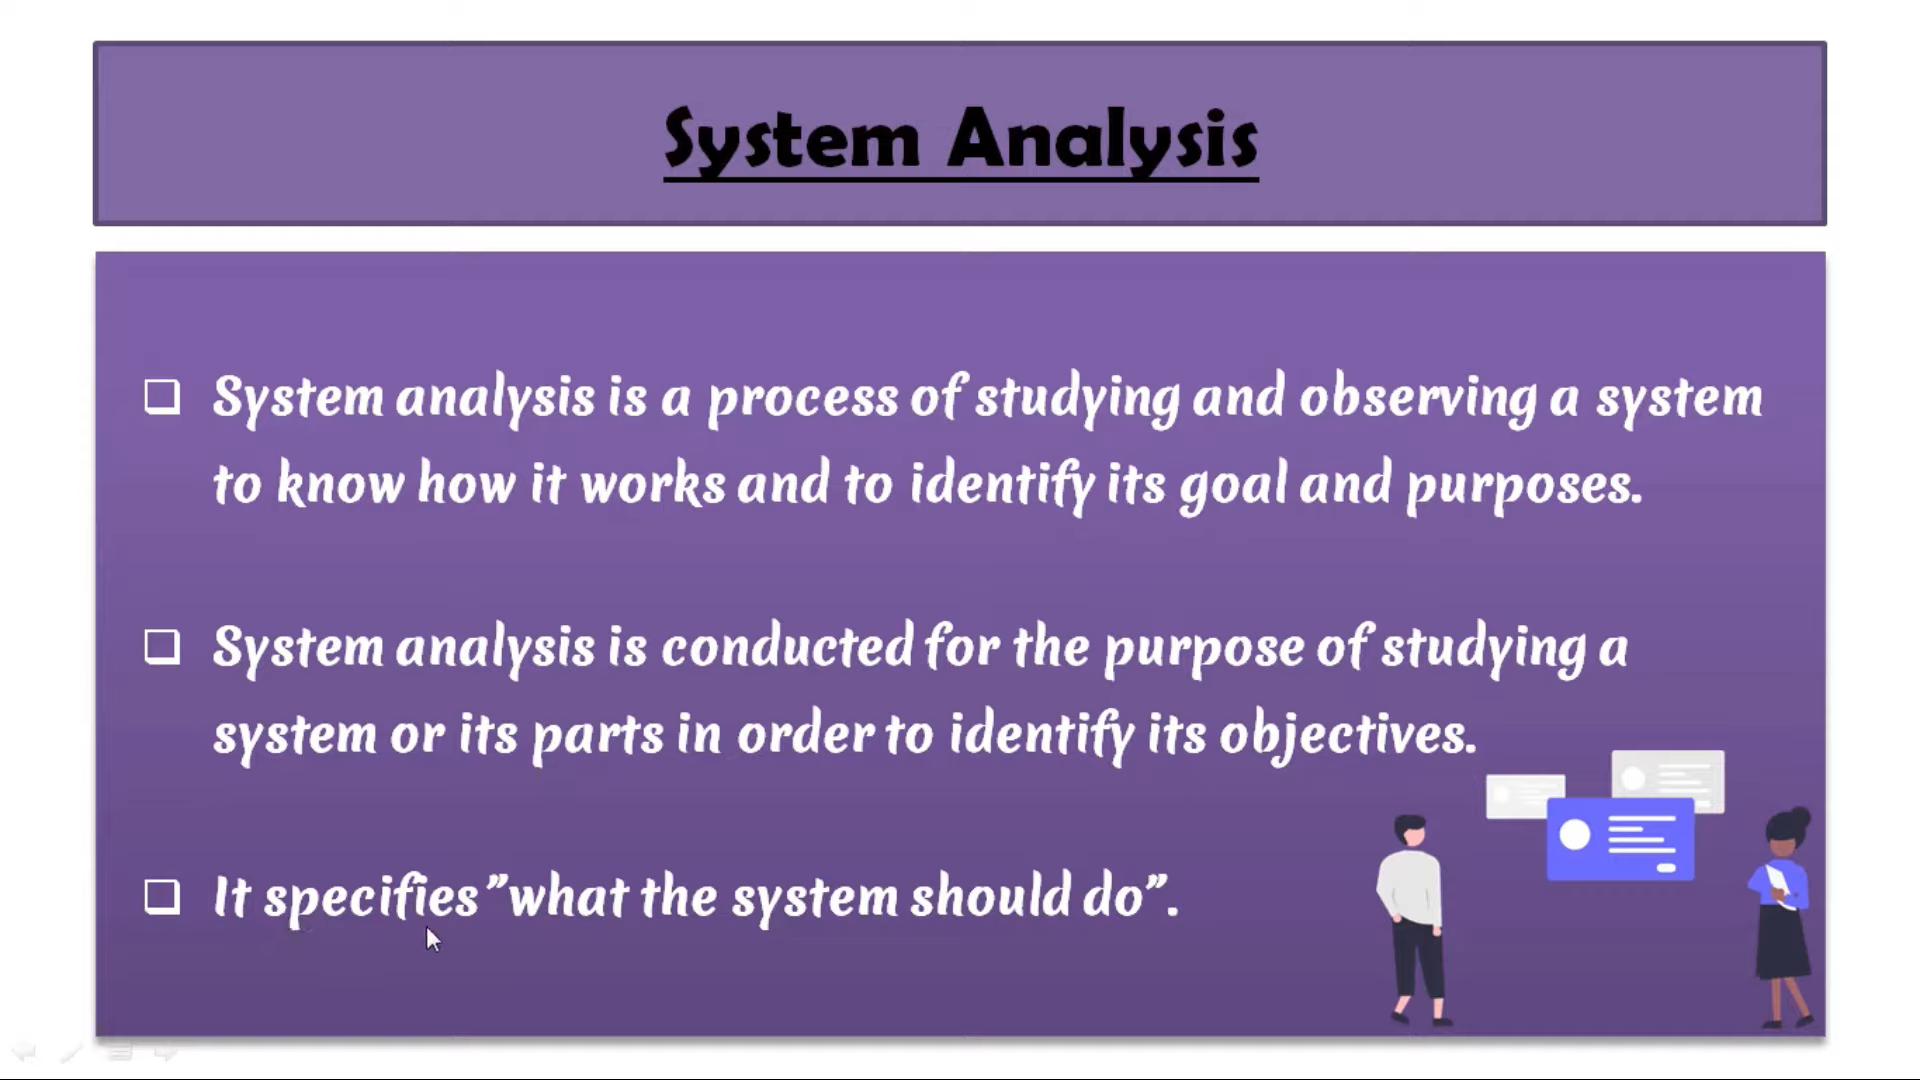 System Analysis
❑ System analysis is a process of studying and observing a system
to know how it works and to identify its goal and purposes.
❑ System analysis is conducted for the purpose of studying a
system or its parts in order to identify its objectives.
❑ It specifies”what the system should do”.